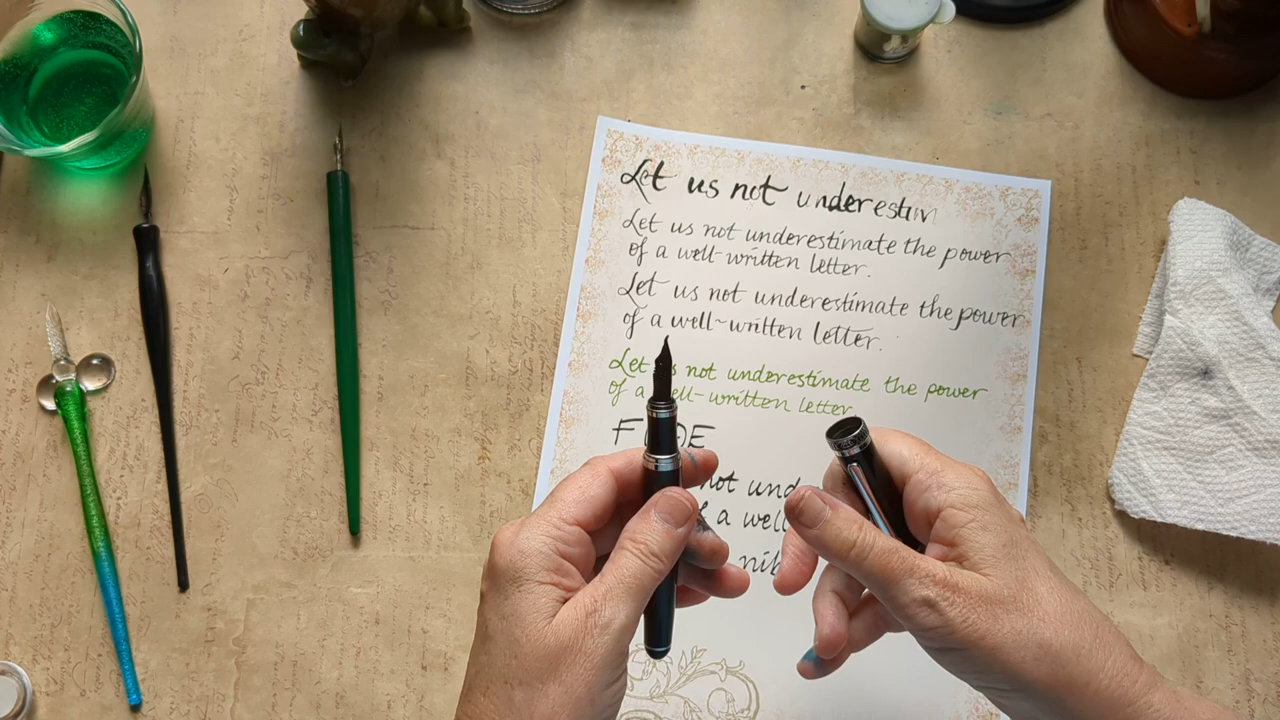 Let us not underestim
Let us not underestimate the power
of a well-written letter.
Let us not underestimate the power
of a well~written letter.
Let us not underestimate the power
of a well-written letter
not und
a well
nib